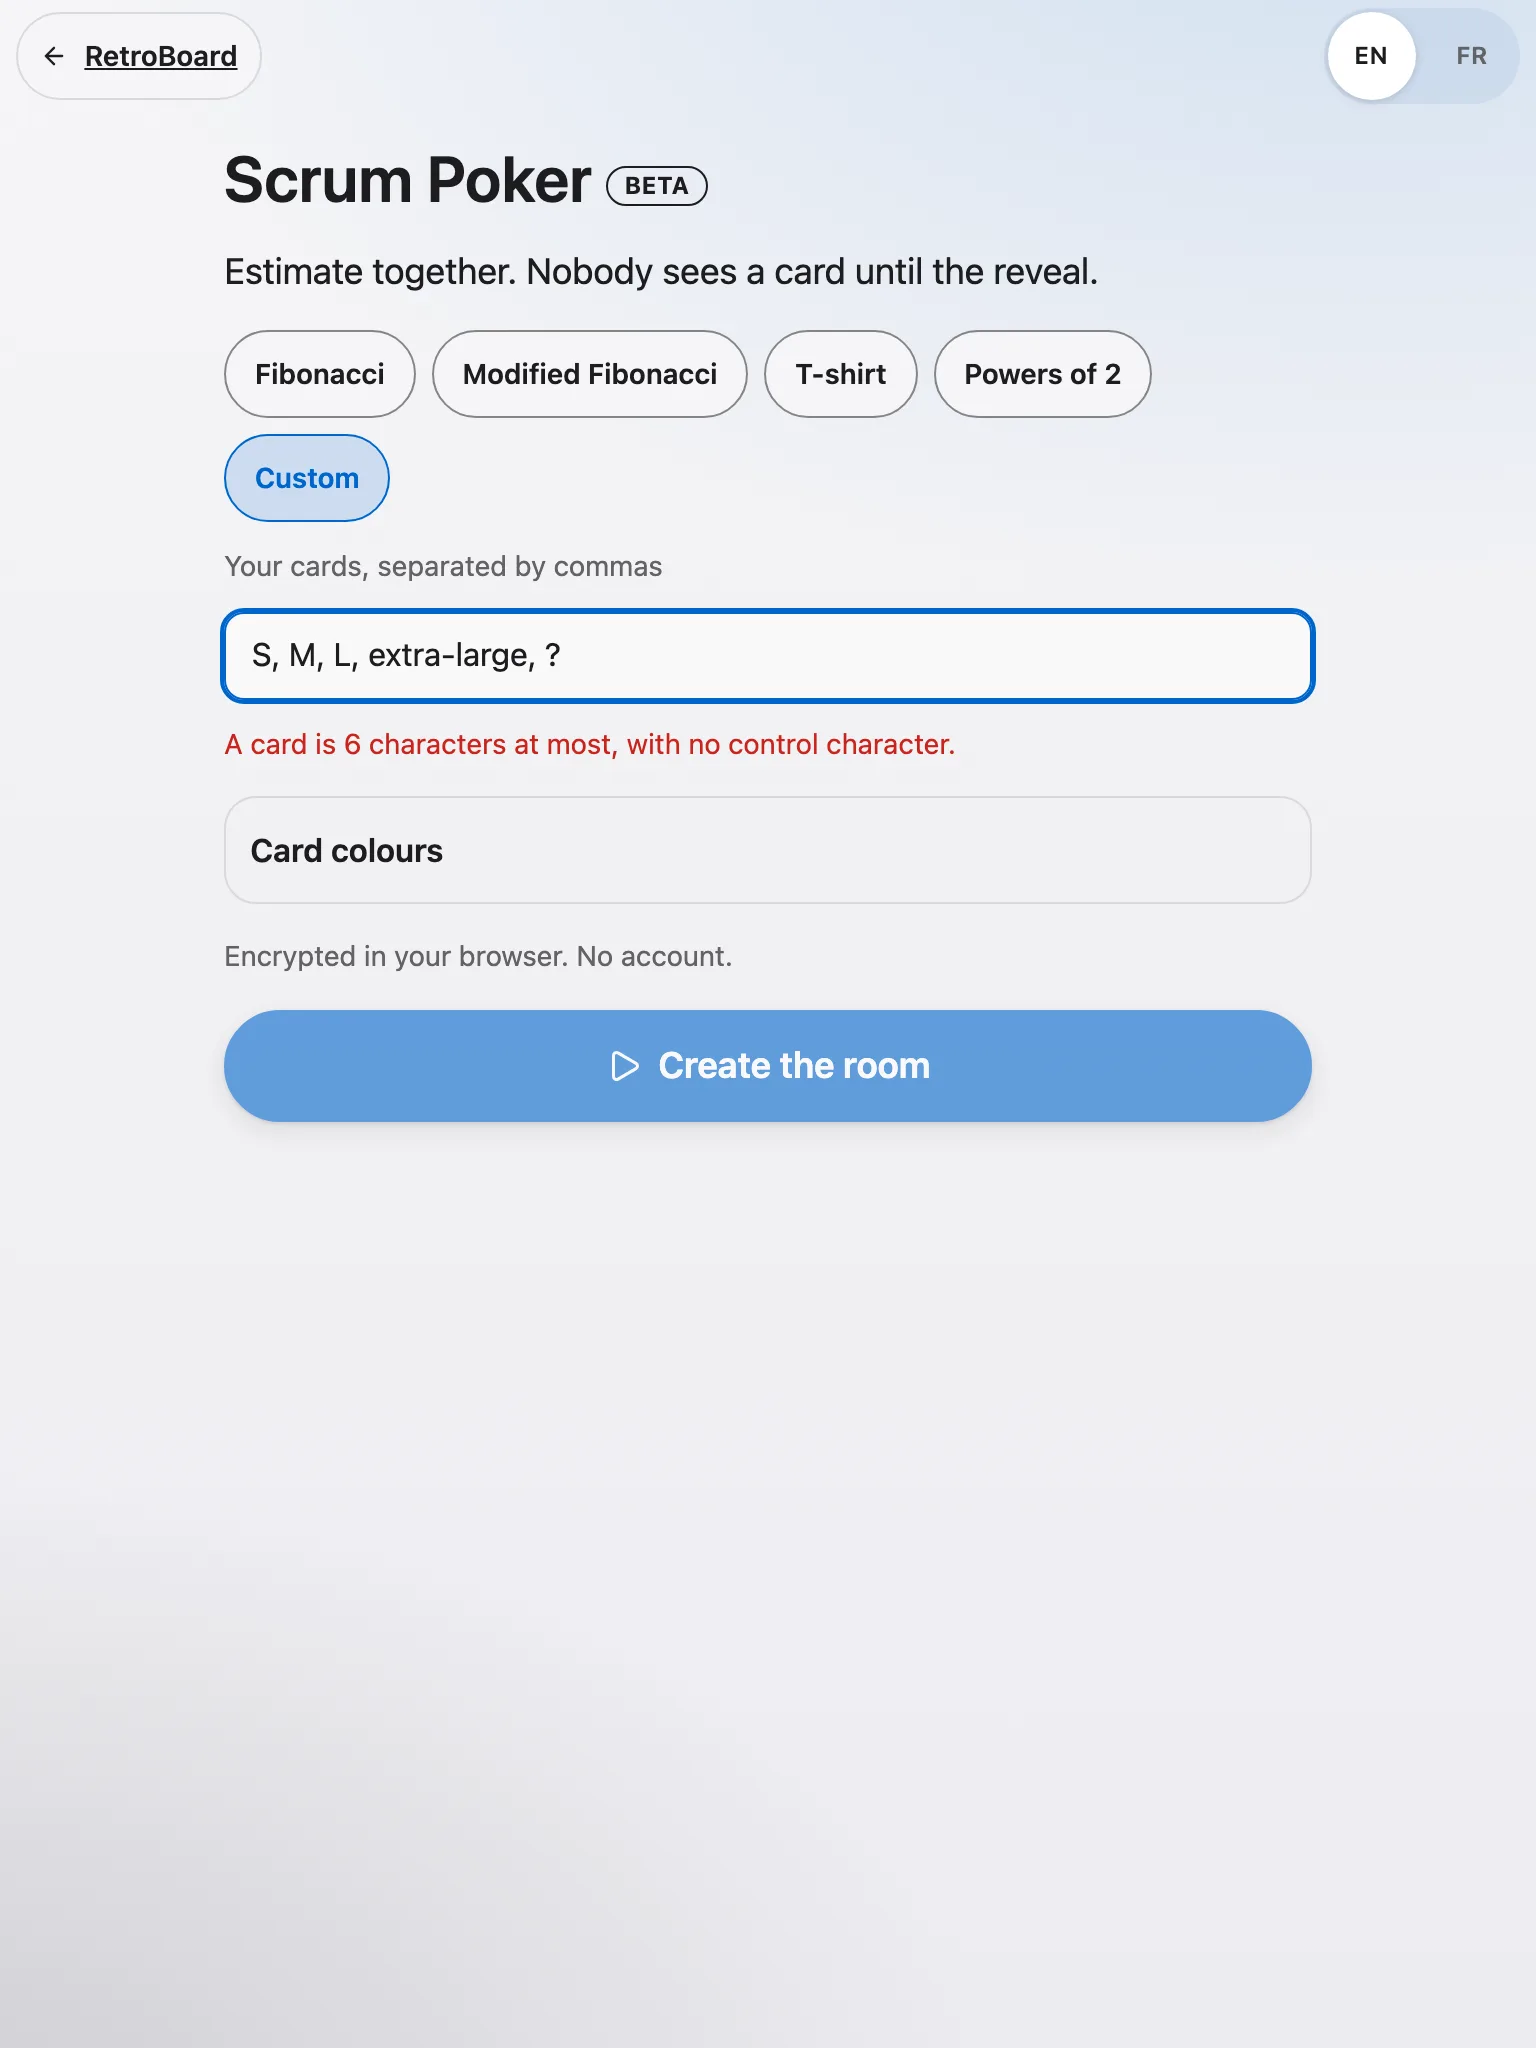 RetroBoard
EN FR
Scrum Poker BETA
Estimate together. Nobody sees a card until the reveal.
Fibonacci Modified Fibonacci T-shirt Powers of 2
Custom
Your cards, separated by commas
S, M, L, extra-large, ?
A card is 6 characters at most, with no control character.
Card colours
Encrypted in your browser. No account.
Create the room